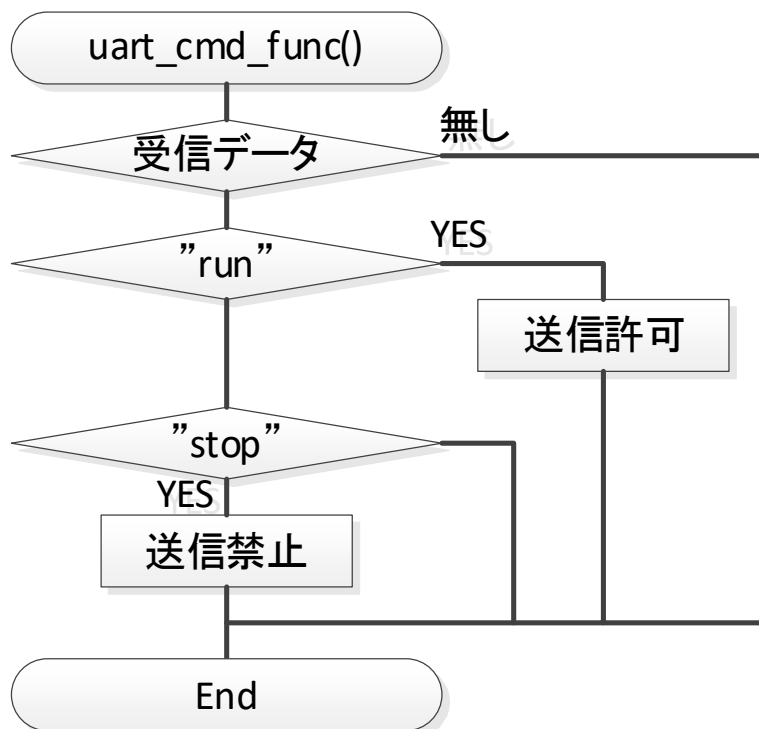 uart_cmd_func()
受信データ
無し
”run”
YES
送信許可
”stop”
YES
送信禁止
End